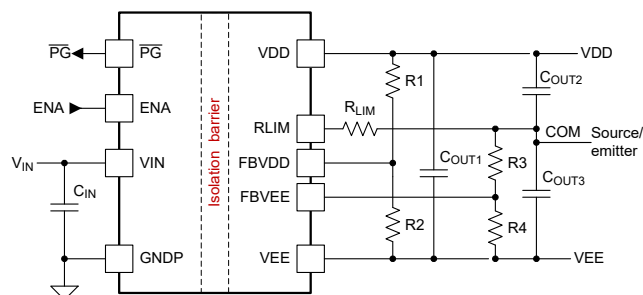 PG
PG
VDD
VDD
R1
COUT2
ENA
ENA
RLIM
RLIM
COM
Source/
emitter
Isolation barrier
VIN
VIN
FBVDD
COUT1
R3
CIN
FBVEE
COUT3
R2
R4
GNDP
VEE
VEE